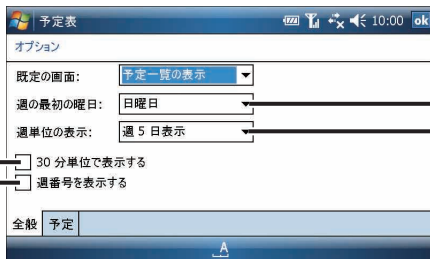 予定表 10:00 ok
オプション
既定の画面: 予定一覧の表示
週の最初の曜日: 日曜日
週単位の表示: 週 5 日表示
30 分単位で表示する
週番号を表示する
全般 予定
A